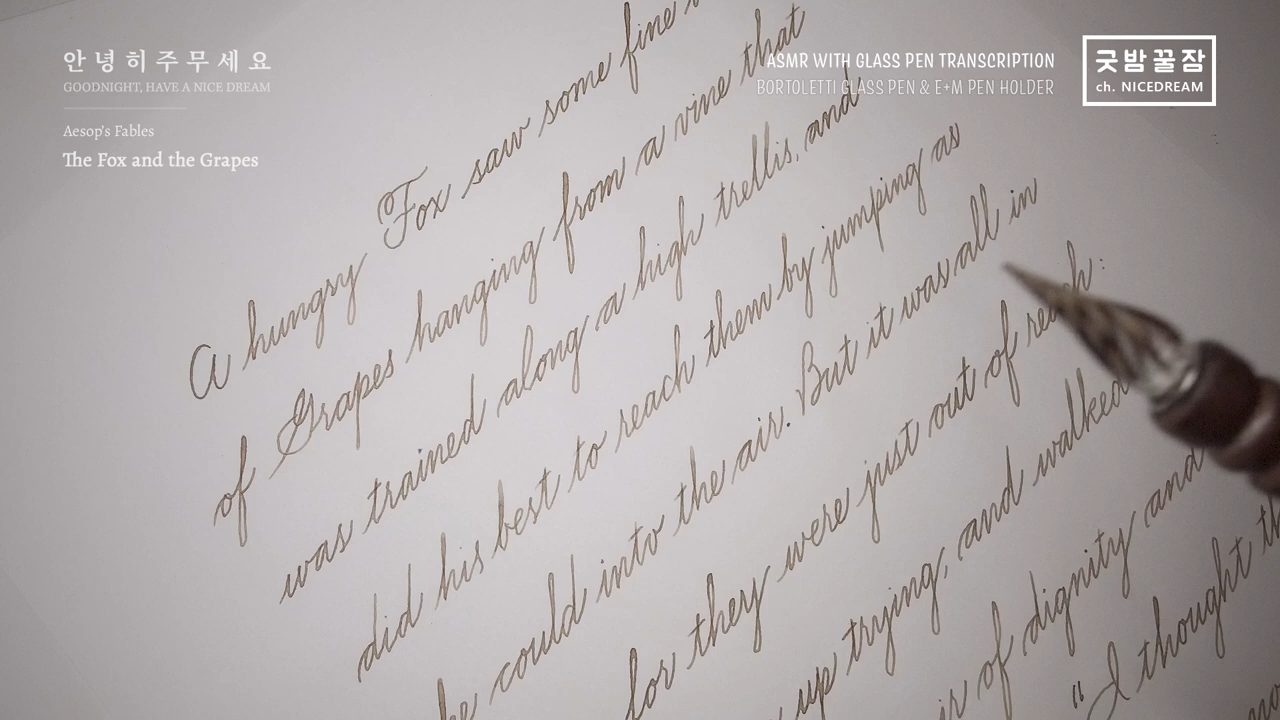 안녕히주무세요
GOODNIGHT, HAVE A NICE DREAM
Aesop's Fables
The Fox and the Grapes
ASMR WITH GLASS PEN TRANSCRIPTION
BORTOLETTI GLASS PEN & E+M PEN HOLDER
굿밤꿀잠
ch. NICEDREAM
A hungry Fox saw some fine
of Grapes hanging from a vine that
was trained along a high trellis, and
did his best to reach them by jumping as
he could into the air. But it was all in
for they were just out of reach:
up trying, and walked
of dignity and
"I thought